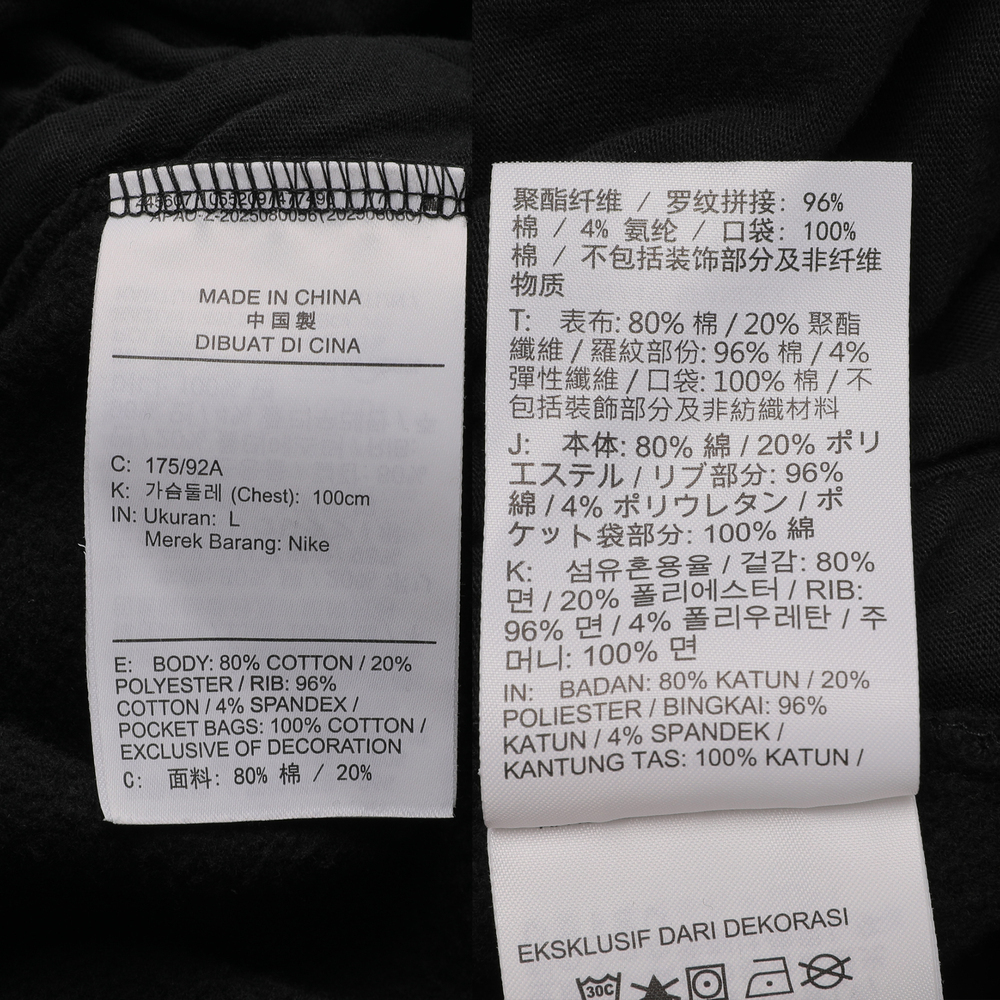 MADE IN CHINA
中国製
DIBUAT DI CINA
C: 175/92A
K: 가슴둘레 (Chest): 100cm
IN: Ukuran: L
Merek Barang: Nike
E: BODY: 80% COTTON / 20%
POLYESTER / RIB: 96%
COTTON / 4% SPANDEX /
POCKET BAGS: 100% COTTON /
EXCLUSIVE OF DECORATION
C: 面料: 80% 棉 / 20%
聚酯纤维 / 罗纹拼接: 96%
棉 / 4% 氨纶 / 口袋: 100%
棉 / 不包括装饰部分及非纤维
物质
T: 表布: 80% 棉 / 20% 聚酯
纖維 / 羅紋部份: 96% 棉 / 4%
彈性纖維 / 口袋: 100% 棉 / 不
包括裝飾部分及非紡織材料
J: 本体: 80% 綿 / 20% ポリ
エステル / リブ部分: 96%
綿 / 4% ポリウレタン / ポ
ケット袋部分: 100% 綿
K: 섬유혼용율 / 겉감: 80%
면 / 20% 폴리에스터 / RIB:
96% 면 / 4% 폴리우레탄 / 주
머니: 100% 면
IN: BADAN: 80% KATUN / 20%
POLIESTER / BINGKAI: 96%
KATUN / 4% SPANDEK /
KANTUNG TAS: 100% KATUN /
EKSKLUSIF DARI DEKORASI
30C